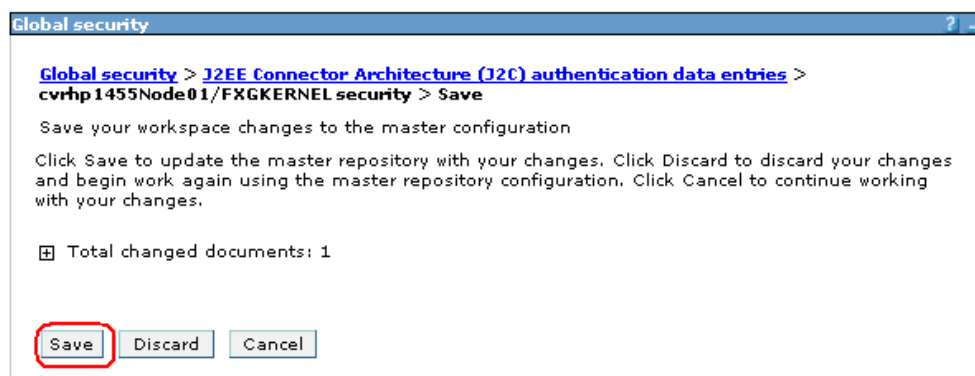 Global security ? _
Global security > J2EE Connector Architecture (J2C) authentication data entries >
cvrhp1455Node01/FXGKERNEL security > Save
Save your workspace changes to the master configuration
Click Save to update the master repository with your changes. Click Discard to discard your changes
and begin work again using the master repository configuration. Click Cancel to continue working
with your changes.
Total changed documents: 1
Save Discard Cancel